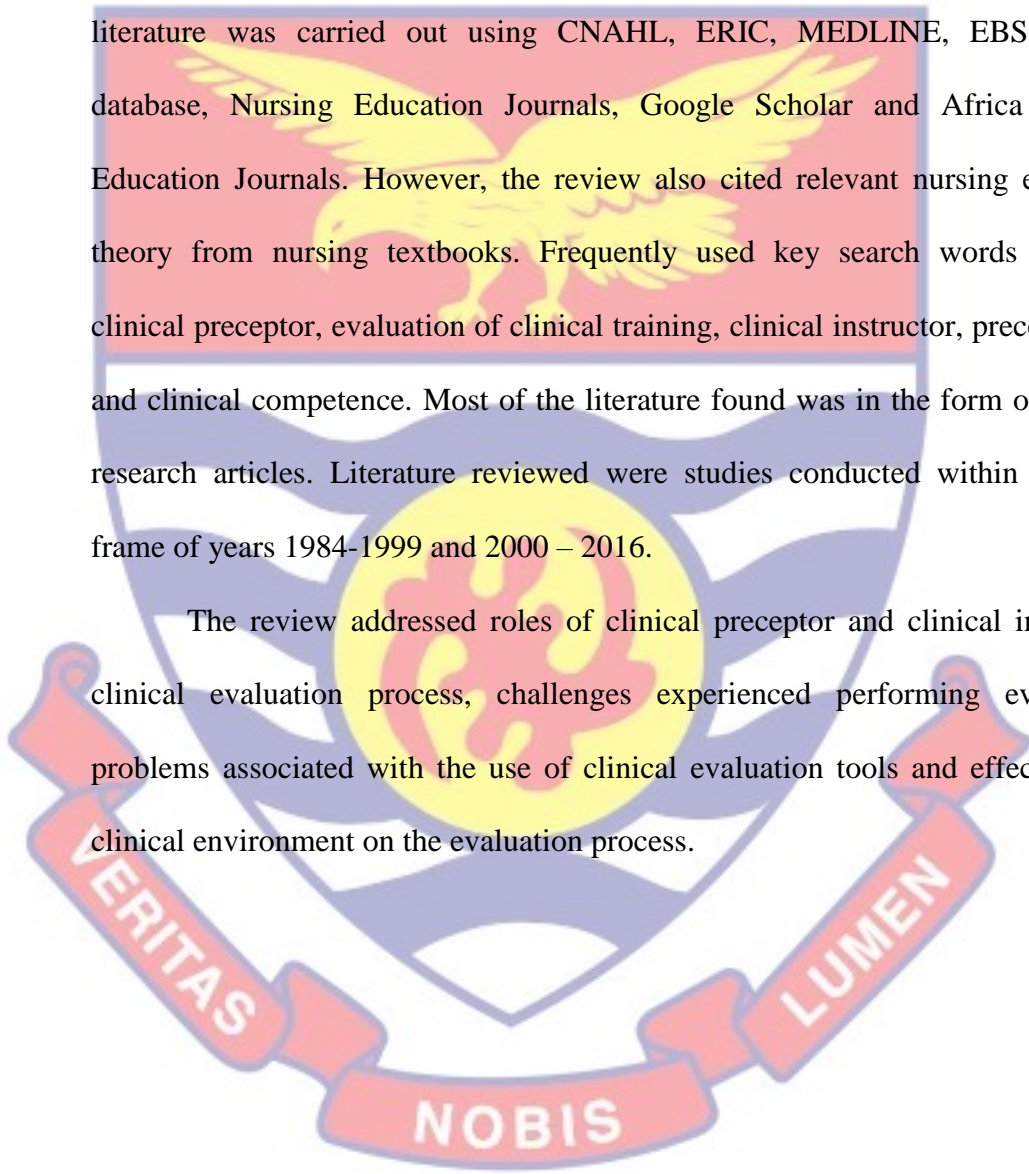 literature was carried out using CNAHL, ERIC, MEDLINE, EBS
database, Nursing Education Journals, Google Scholar and Africa
Education Journals. However, the review also cited relevant nursing e
theory from nursing textbooks. Frequently used key search words
clinical preceptor, evaluation of clinical training, clinical instructor, prec
and clinical competence. Most of the literature found was in the form o
research articles. Literature reviewed were studies conducted within
frame of years 1984-1999 and 2000 – 2016.
The review addressed roles of clinical preceptor and clinical in
clinical evaluation process, challenges experienced performing ev
problems associated with the use of clinical evaluation tools and effec
clinical environment on the evaluation process.
VERITAS
NOBIS
LUMEN